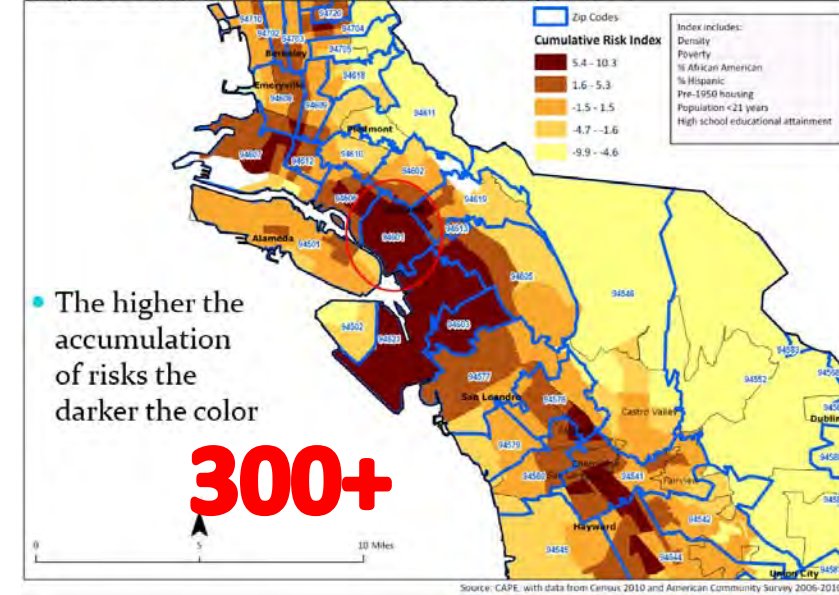 Zip Codes
Cumulative Risk Index
5.4 - 10.3
1.6 - 5.3
-1.5 - 1.5
-4.7 - -1.6
-9.9 - -4.6
Index includes:
Density
Poverty
% African American
% Hispanic
Pre-1950 housing
Population <21 years
High school educational attainment
94710
94720
94704
94702
94703
Berkeley
94705
94618
Emeryville
94608
94609
94611
Piedmont
94607
94612
94610
94602
94606
94619
94601
94613
Alameda
94501
94605
94546
94502
94621
94603
94577
94552
San Leandro
94578
Castro Valley
Dublin
94579
94580
94541
Fairview
94542
Hayward
94545
94544
Union City
• The higher the
accumulation
of risks the
darker the color
300+
0 5 10 Miles
Source: CAPE, with data from Census 2010 and American Community Survey 2006-2010